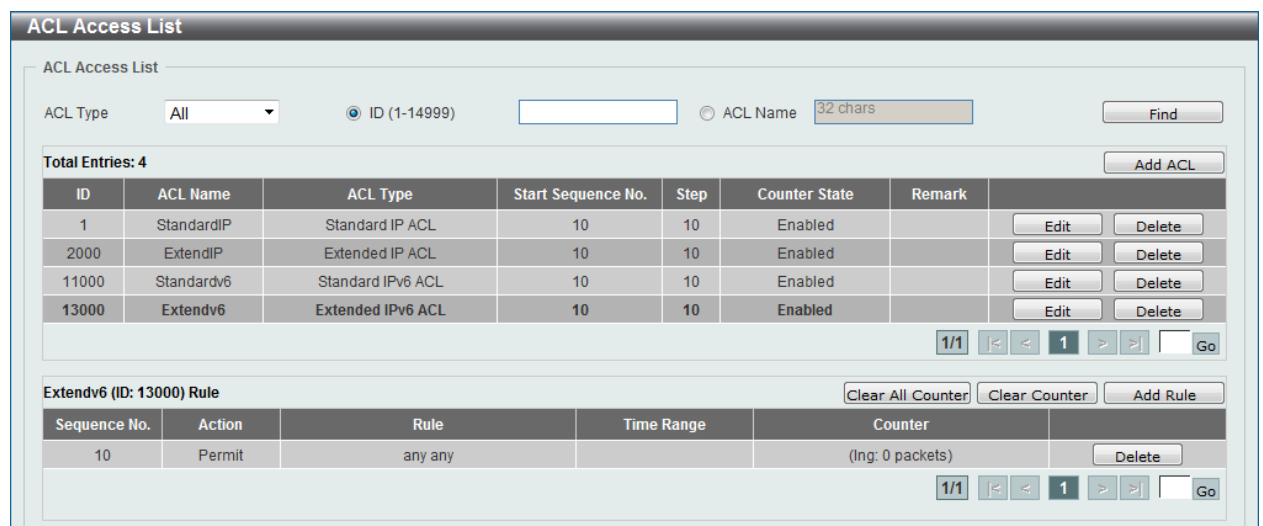 ACL Access List
ACL Access List
ACL Type All ID (1-14999) ACL Name 32 chars Find
Total Entries: 4 Add ACL
ID ACL Name ACL Type Start Sequence No. Step Counter State Remark
1 StandardIP Standard IP ACL 10 10 Enabled Edit Delete
2000 ExtendIP Extended IP ACL 10 10 Enabled Edit Delete
11000 Standardv6 Standard IPv6 ACL 10 10 Enabled Edit Delete
13000 Extendv6 Extended IPv6 ACL 10 10 Enabled Edit Delete
1/1 |< < 1 > >| Go
Extendv6 (ID: 13000) Rule Clear All Counter Clear Counter Add Rule
Sequence No. Action Rule Time Range Counter
10 Permit any any (Ing: 0 packets) Delete
1/1 |< < 1 > >| Go